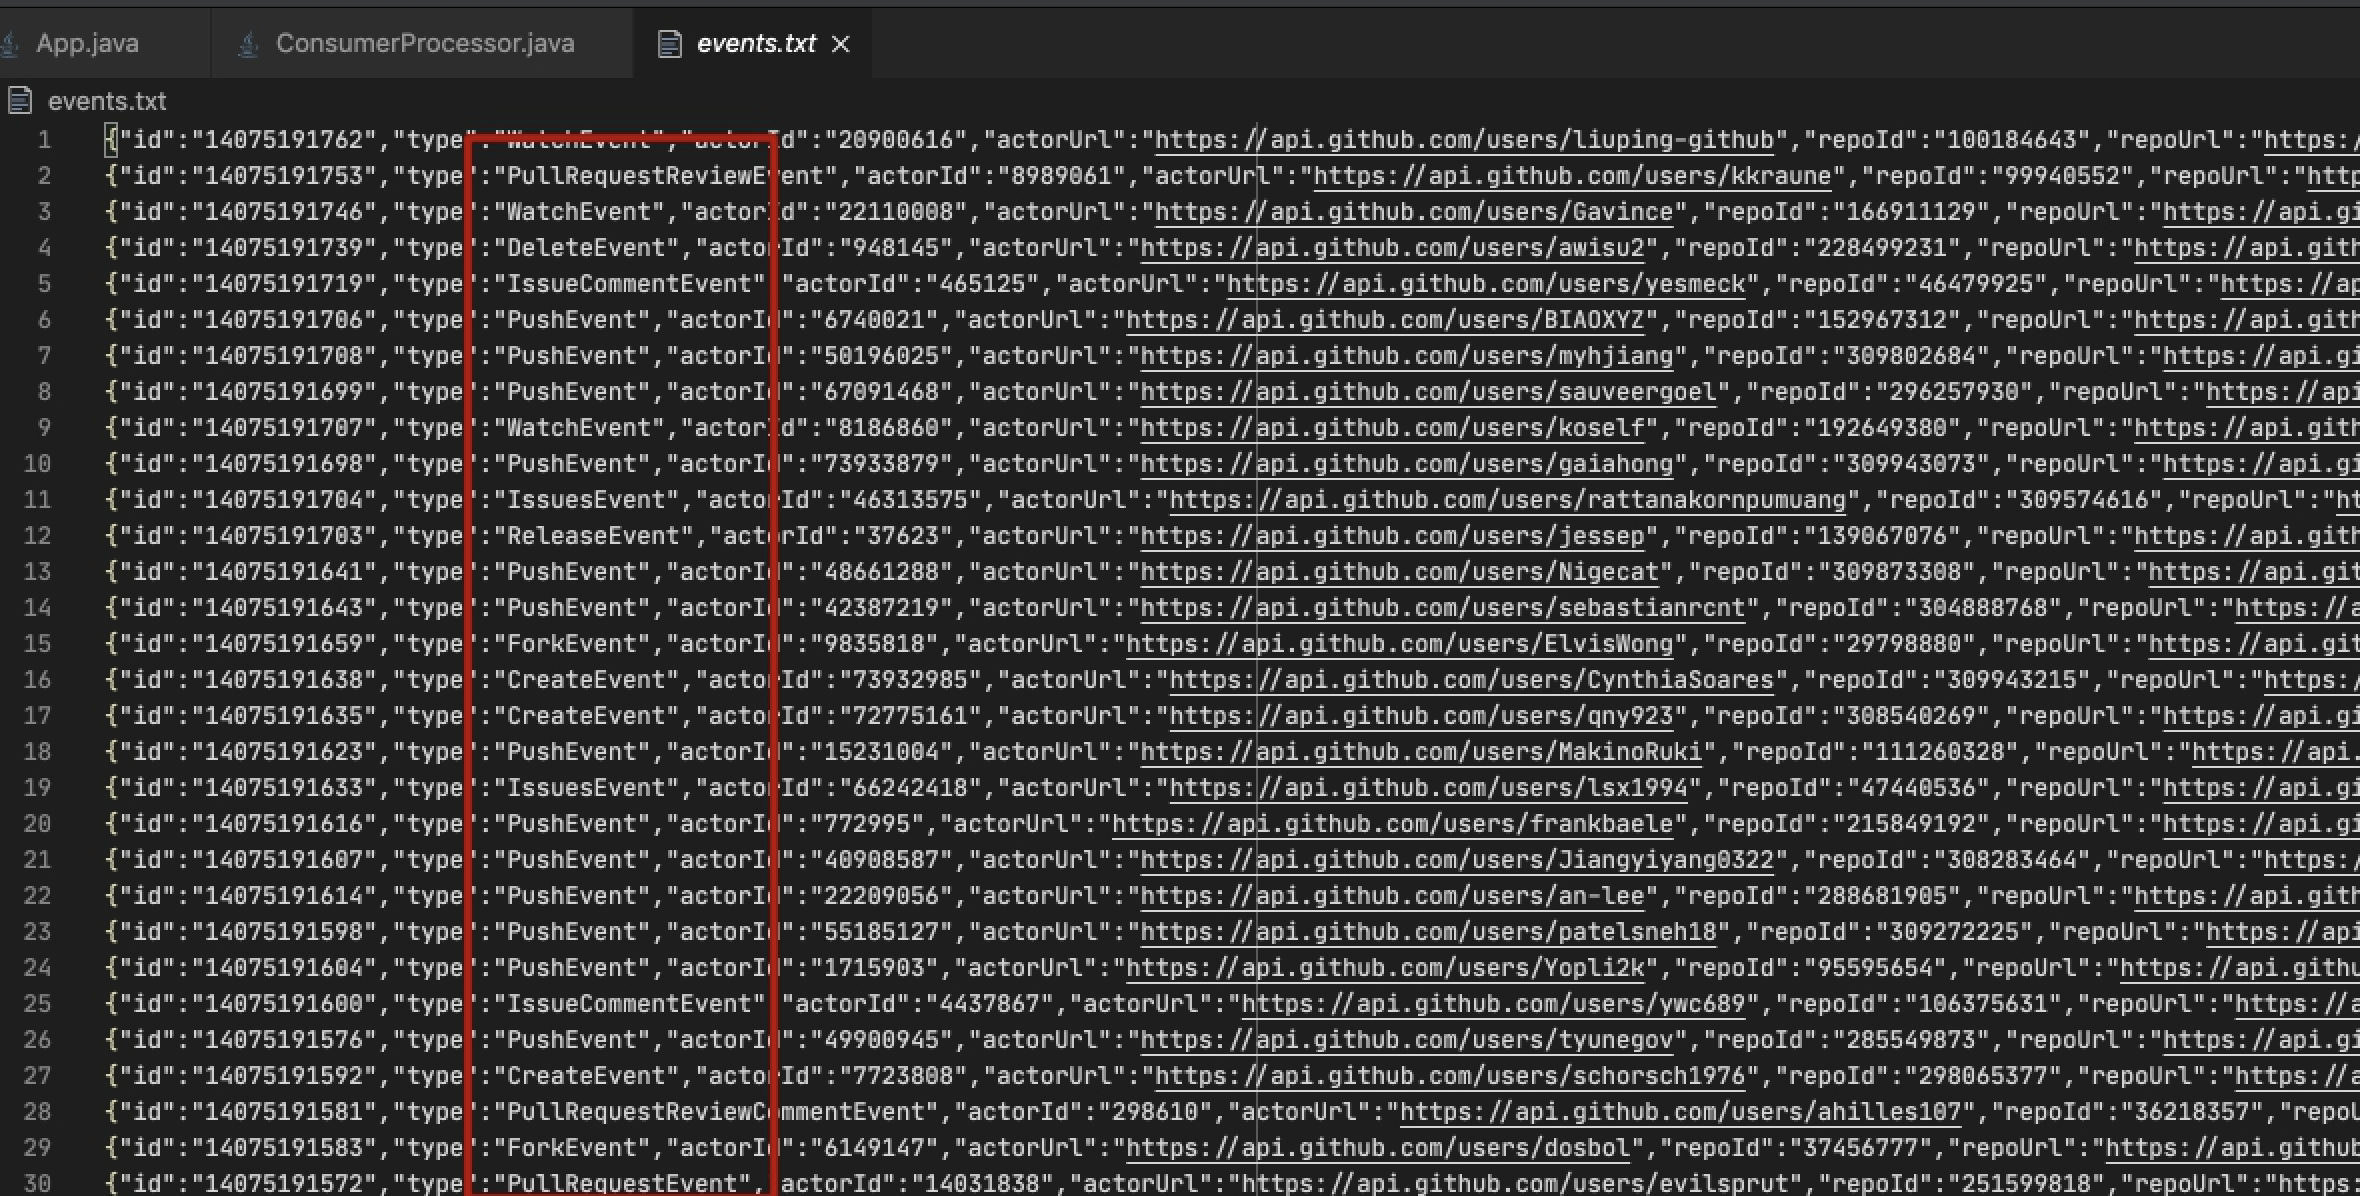 App.java ConsumerProcessor.java events.txt
events.txt
1 {"id":"14075191762","type":"WatchEvent","actorId":"20900616","actorUrl":"https://api.github.com/users/liuping-github","repoId":"100184643","repoUrl":"https:/
2 {"id":"14075191753","type":"PullRequestReviewEvent","actorId":"8989061","actorUrl":"https://api.github.com/users/kkraune","repoId":"99940552","repoUrl":"http
3 {"id":"14075191746","type":"WatchEvent","actorId":"22110008","actorUrl":"https://api.github.com/users/Gavince","repoId":"166911129","repoUrl":"https://api.gi
4 {"id":"14075191739","type":"DeleteEvent","actorId":"948145","actorUrl":"https://api.github.com/users/awisu2","repoId":"228499231","repoUrl":"https://api.gith
5 {"id":"14075191719","type":"IssueCommentEvent","actorId":"465125","actorUrl":"https://api.github.com/users/yesmeck","repoId":"46479925","repoUrl":"https://ap
6 {"id":"14075191706","type":"PushEvent","actorId":"6740021","actorUrl":"https://api.github.com/users/BIAOXYZ","repoId":"152967312","repoUrl":"https://api.gith
7 {"id":"14075191708","type":"PushEvent","actorId":"50196025","actorUrl":"https://api.github.com/users/myhjiang","repoId":"309802684","repoUrl":"https://api.gi
8 {"id":"14075191699","type":"PushEvent","actorId":"67091468","actorUrl":"https://api.github.com/users/sauveergoel","repoId":"296257930","repoUrl":"https://api
9 {"id":"14075191707","type":"WatchEvent","actorId":"8186860","actorUrl":"https://api.github.com/users/koself","repoId":"192649380","repoUrl":"https://api.gith
10 {"id":"14075191698","type":"PushEvent","actorId":"73933879","actorUrl":"https://api.github.com/users/gaiahong","repoId":"309943073","repoUrl":"https://api.gi
11 {"id":"14075191704","type":"IssuesEvent","actorId":"46313575","actorUrl":"https://api.github.com/users/rattanakornpumuang","repoId":"309574616","repoUrl":"ht
12 {"id":"14075191703","type":"ReleaseEvent","actorId":"37623","actorUrl":"https://api.github.com/users/jessep","repoId":"139067076","repoUrl":"https://api.gith
13 {"id":"14075191641","type":"PushEvent","actorId":"48661288","actorUrl":"https://api.github.com/users/Nigecat","repoId":"309873308","repoUrl":"https://api.git
14 {"id":"14075191643","type":"PushEvent","actorId":"42387219","actorUrl":"https://api.github.com/users/sebastianrcnt","repoId":"304888768","repoUrl":"https://a
15 {"id":"14075191659","type":"ForkEvent","actorId":"9835818","actorUrl":"https://api.github.com/users/ElvisWong","repoId":"29798880","repoUrl":"https://api.git
16 {"id":"14075191638","type":"CreateEvent","actorId":"73932985","actorUrl":"https://api.github.com/users/CynthiaSoares","repoId":"309943215","repoUrl":"https:/
17 {"id":"14075191635","type":"CreateEvent","actorId":"72775161","actorUrl":"https://api.github.com/users/qny923","repoId":"308540269","repoUrl":"https://api.gi
18 {"id":"14075191623","type":"PushEvent","actorId":"15231004","actorUrl":"https://api.github.com/users/MakinoRuki","repoId":"111260328","repoUrl":"https://api.
19 {"id":"14075191633","type":"IssuesEvent","actorId":"66242418","actorUrl":"https://api.github.com/users/lsx1994","repoId":"47440536","repoUrl":"https://api.gi
20 {"id":"14075191616","type":"PushEvent","actorId":"772995","actorUrl":"https://api.github.com/users/frankbaele","repoId":"215849192","repoUrl":"https://api.gi
21 {"id":"14075191607","type":"PushEvent","actorId":"40908587","actorUrl":"https://api.github.com/users/Jiangyiyang0322","repoId":"308283464","repoUrl":"https:/
22 {"id":"14075191614","type":"PushEvent","actorId":"22209056","actorUrl":"https://api.github.com/users/an-lee","repoId":"288681905","repoUrl":"https://api.gith
23 {"id":"14075191598","type":"PushEvent","actorId":"55185127","actorUrl":"https://api.github.com/users/patelsneh18","repoId":"309272225","repoUrl":"https://api
24 {"id":"14075191604","type":"PushEvent","actorId":"1715903","actorUrl":"https://api.github.com/users/Yopli2k","repoId":"95595654","repoUrl":"https://api.githu
25 {"id":"14075191600","type":"IssueCommentEvent","actorId":"4437867","actorUrl":"https://api.github.com/users/ywc689","repoId":"106375631","repoUrl":"https://a
26 {"id":"14075191576","type":"PushEvent","actorId":"49900945","actorUrl":"https://api.github.com/users/tyunegov","repoId":"285549873","repoUrl":"https://api.gi
27 {"id":"14075191592","type":"CreateEvent","actorId":"7723808","actorUrl":"https://api.github.com/users/schorsch1976","repoId":"298065377","repoUrl":"https://a
28 {"id":"14075191581","type":"PullRequestReviewCommentEvent","actorId":"298610","actorUrl":"https://api.github.com/users/ahilles107","repoId":"36218357","repoU
29 {"id":"14075191583","type":"ForkEvent","actorId":"6149147","actorUrl":"https://api.github.com/users/dosbol","repoId":"37456777","repoUrl":"https://api.github
30 {"id":"14075191572","type":"PullRequestEvent","actorId":"14031838","actorUrl":"https://api.github.com/users/evilsprut","repoId":"251599818","repoUrl":"https: